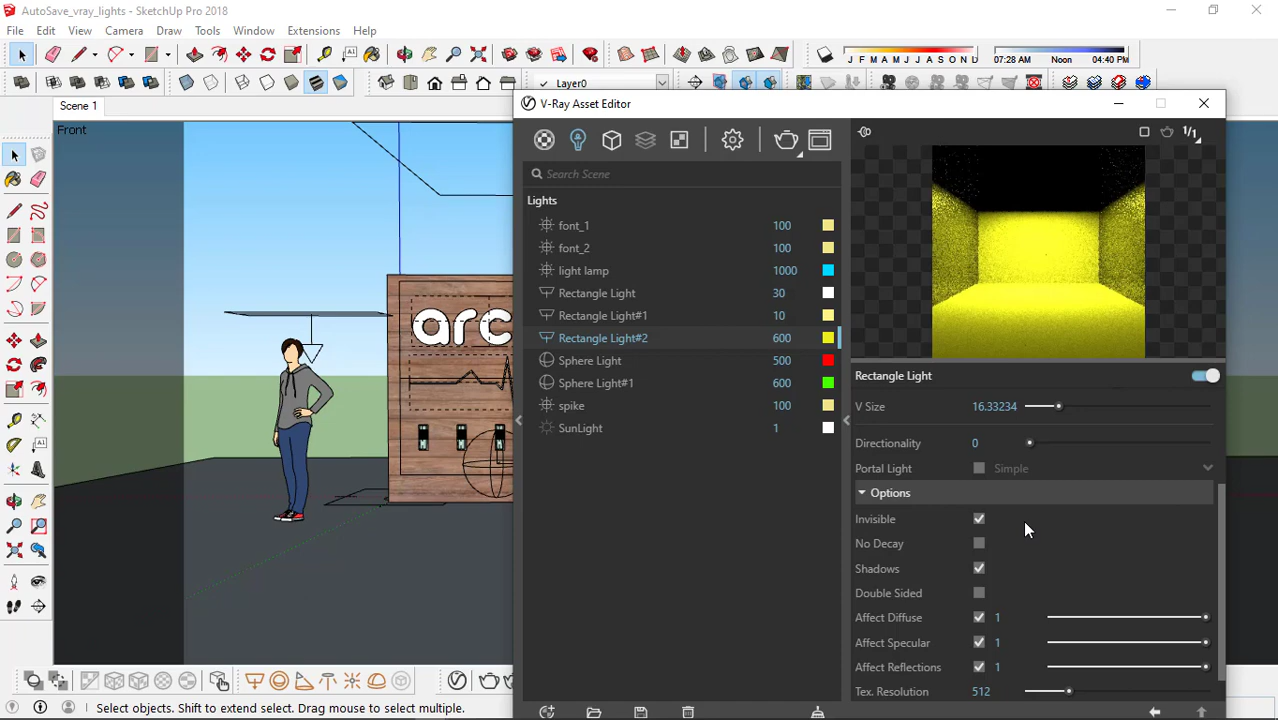 AutoSave_vray_lights - SketchUp Pro 2018
File Edit View Camera Draw Tools Window Extensions Help
J F M A M J J A S O N D 07:28 AM Noon 04:40 PM
Layer0
Scene 1
V-Ray Asset Editor
Front
1/1
Search Scene
Lights
font_1 100
font_2 100
light lamp 1000
Rectangle Light 30
Rectangle Light#1 10
Rectangle Light#2 600
Sphere Light 500
Sphere Light#1 600
spike 100
SunLight 1
arc
Rectangle Light
V Size 16.33234
Directionality 0
Portal Light Simple
Options
Invisible
No Decay
Shadows
Double Sided
Affect Diffuse 1
Affect Specular 1
Affect Reflections 1
Tex. Resolution 512
Select objects. Shift to extend select. Drag mouse to select multiple.